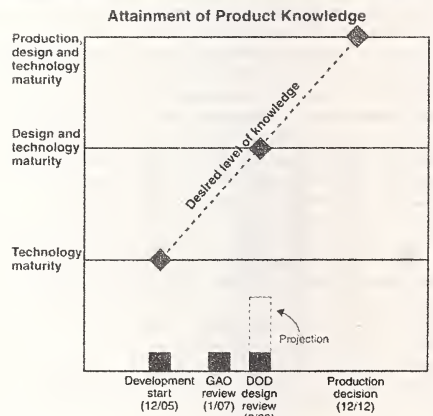 Attainment of Product Knowledge
Production,
design and
technology
maturity
Design and
technology
maturity
Desired level of knowledge
Technology
maturity
Projection
Development
start
(12/05)
GAO
review
(1/07)
DOD
design
review
Production
decision
(12/12)